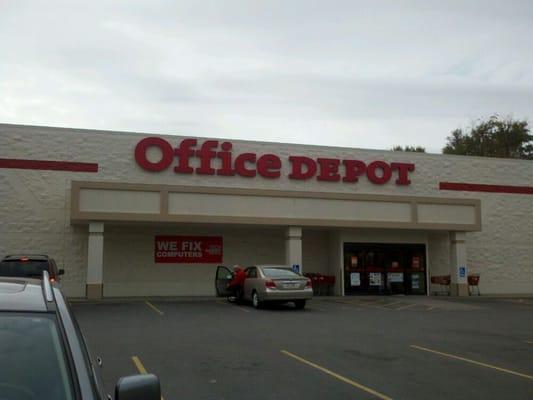 Office DEPOT
WE FIX
COMPUTERS